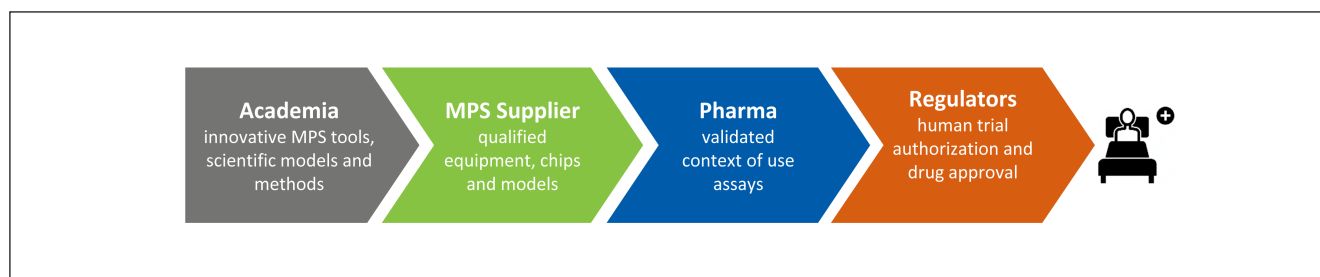 Academia
innovative MPS tools,
scientific models and
methods
MPS Supplier
qualified
equipment, chips
and models
Pharma
validated
context of use
assays
Regulators
human trial
authorization and
drug approval